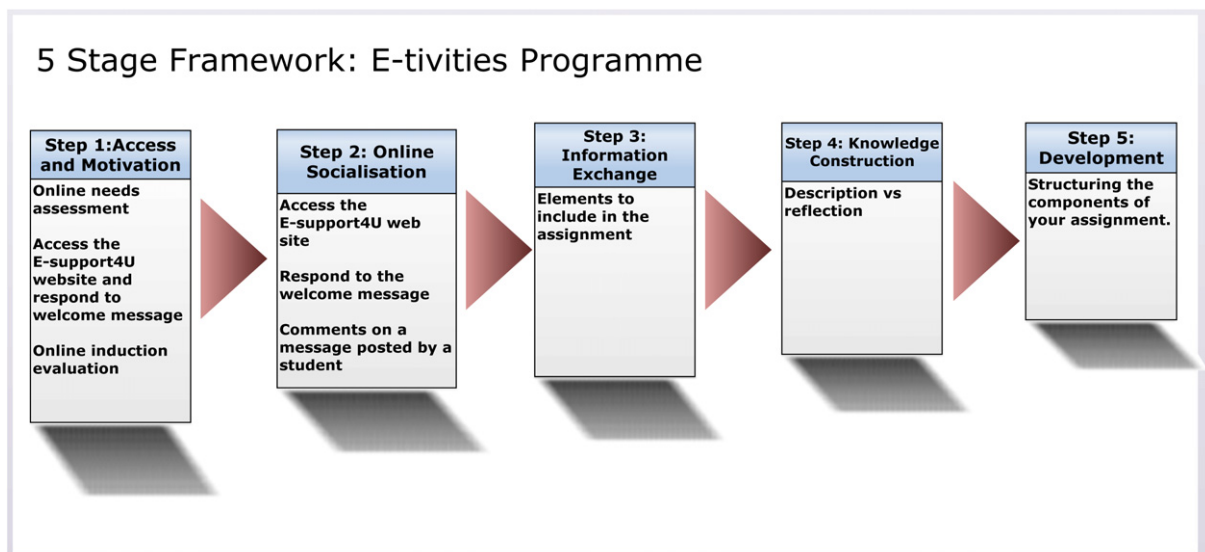 5 Stage Framework: E-tivities Programme
Step 1:Access
and Motivation
Online needs
assessment
Access the
E-support4U
website and
respond to
welcome message
Online induction
evaluation
Step 2: Online
Socialisation
Access the
E-support4U web
site
Respond to the
welcome message
Comments on a
message posted by a
student
Step 3:
Information
Exchange
Elements to
include in the
assignment
Step 4: Knowledge
Construction
Description vs
reflection
Step 5:
Development
Structuring the
components of
your assignment.